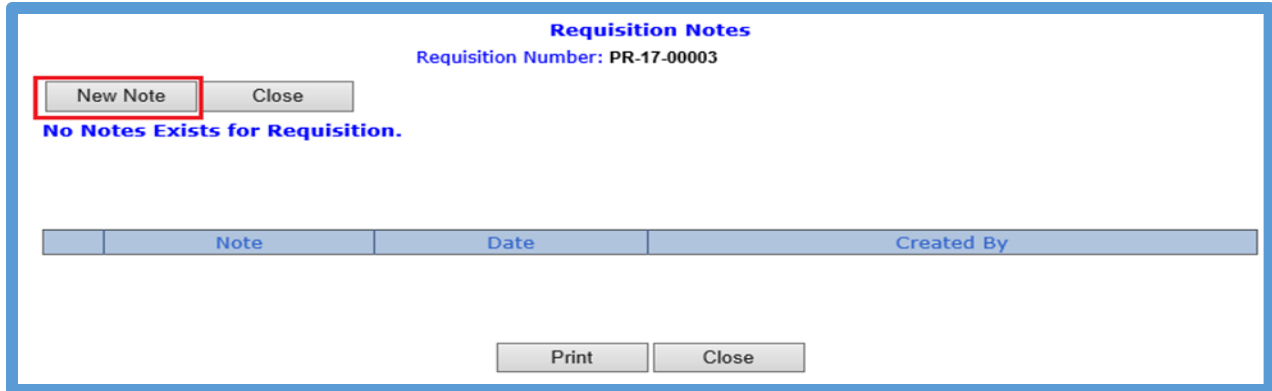 Requisition Notes
Requisition Number: PR-17-00003
New Note Close
No Notes Exists for Requisition.
Note Date Created By
Print Close